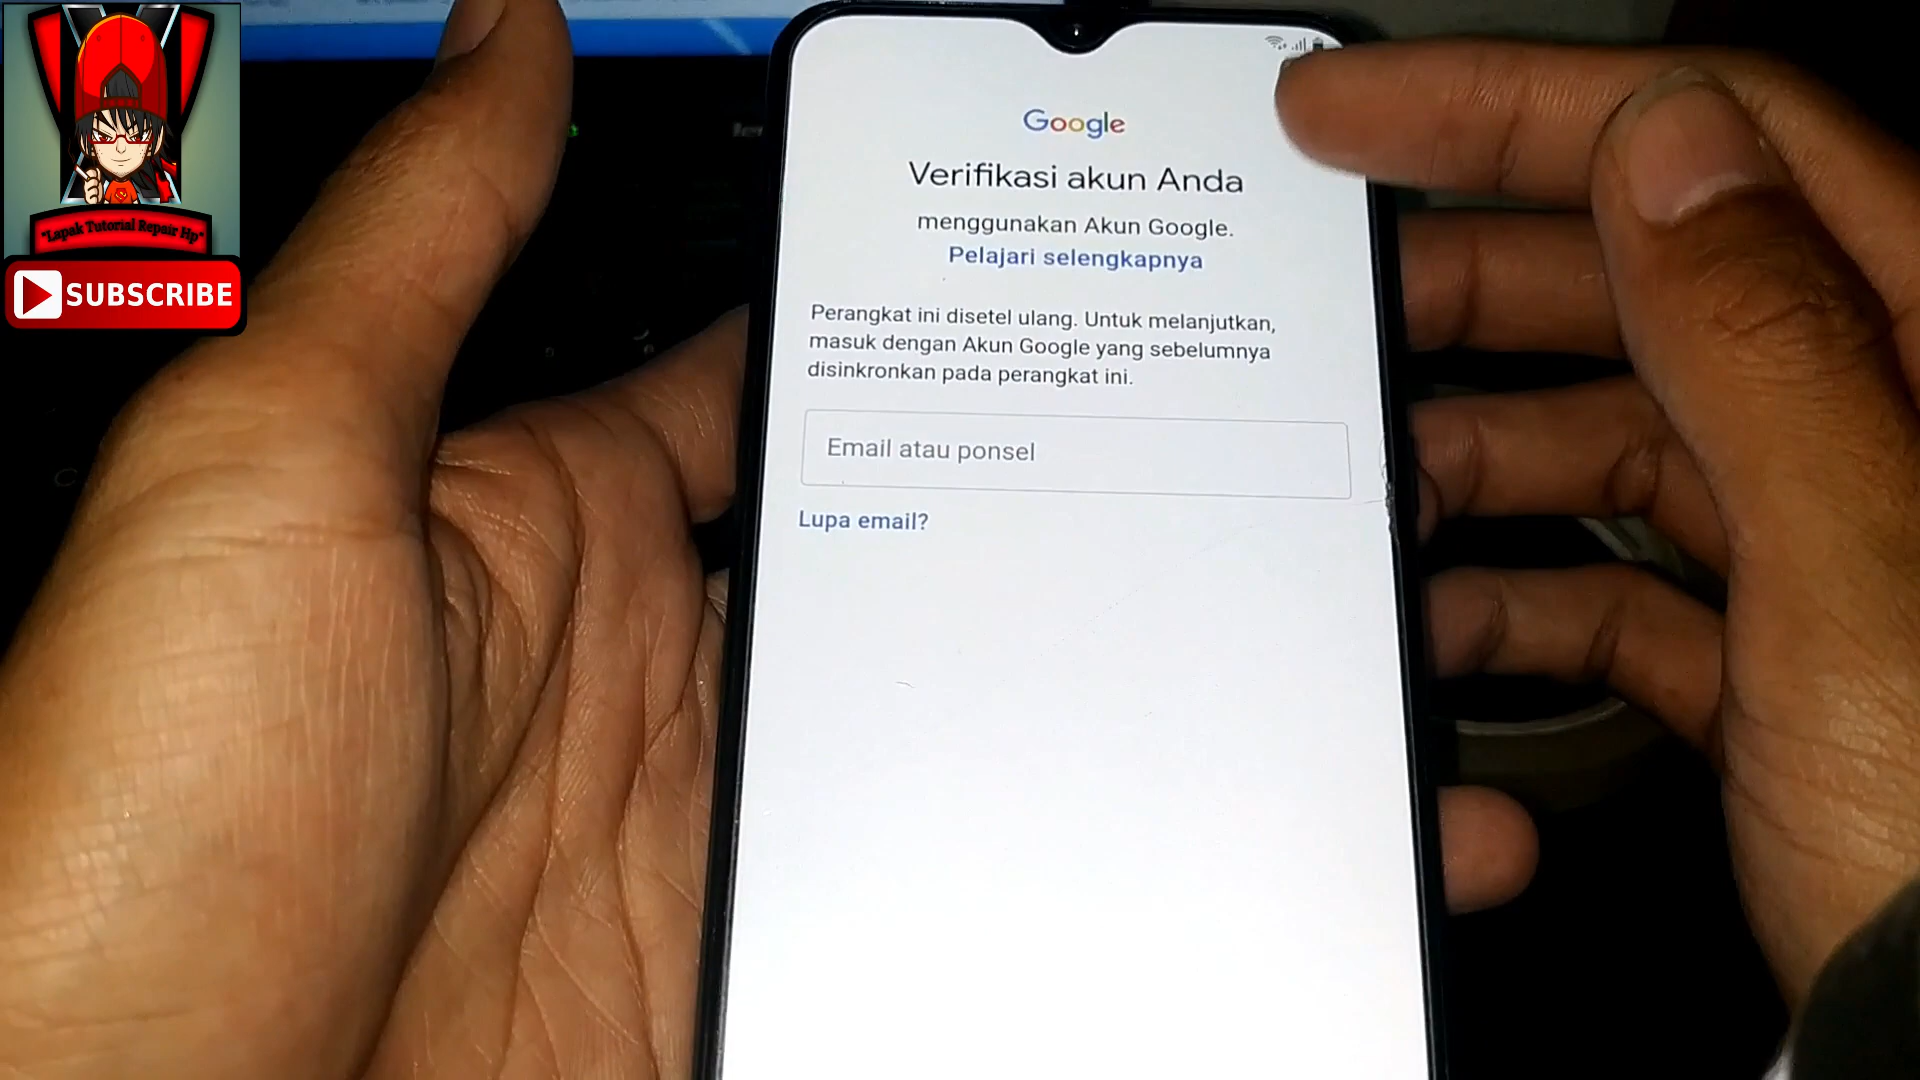 "Lapak Tutorial Repair Hp"
SUBSCRIBE
Google
Verifikasi akun Anda
menggunakan Akun Google.
Pelajari selengkapnya
Perangkat ini disetel ulang. Untuk melanjutkan,
masuk dengan Akun Google yang sebelumnya
disinkronkan pada perangkat ini.
Email atau ponsel
Lupa email?